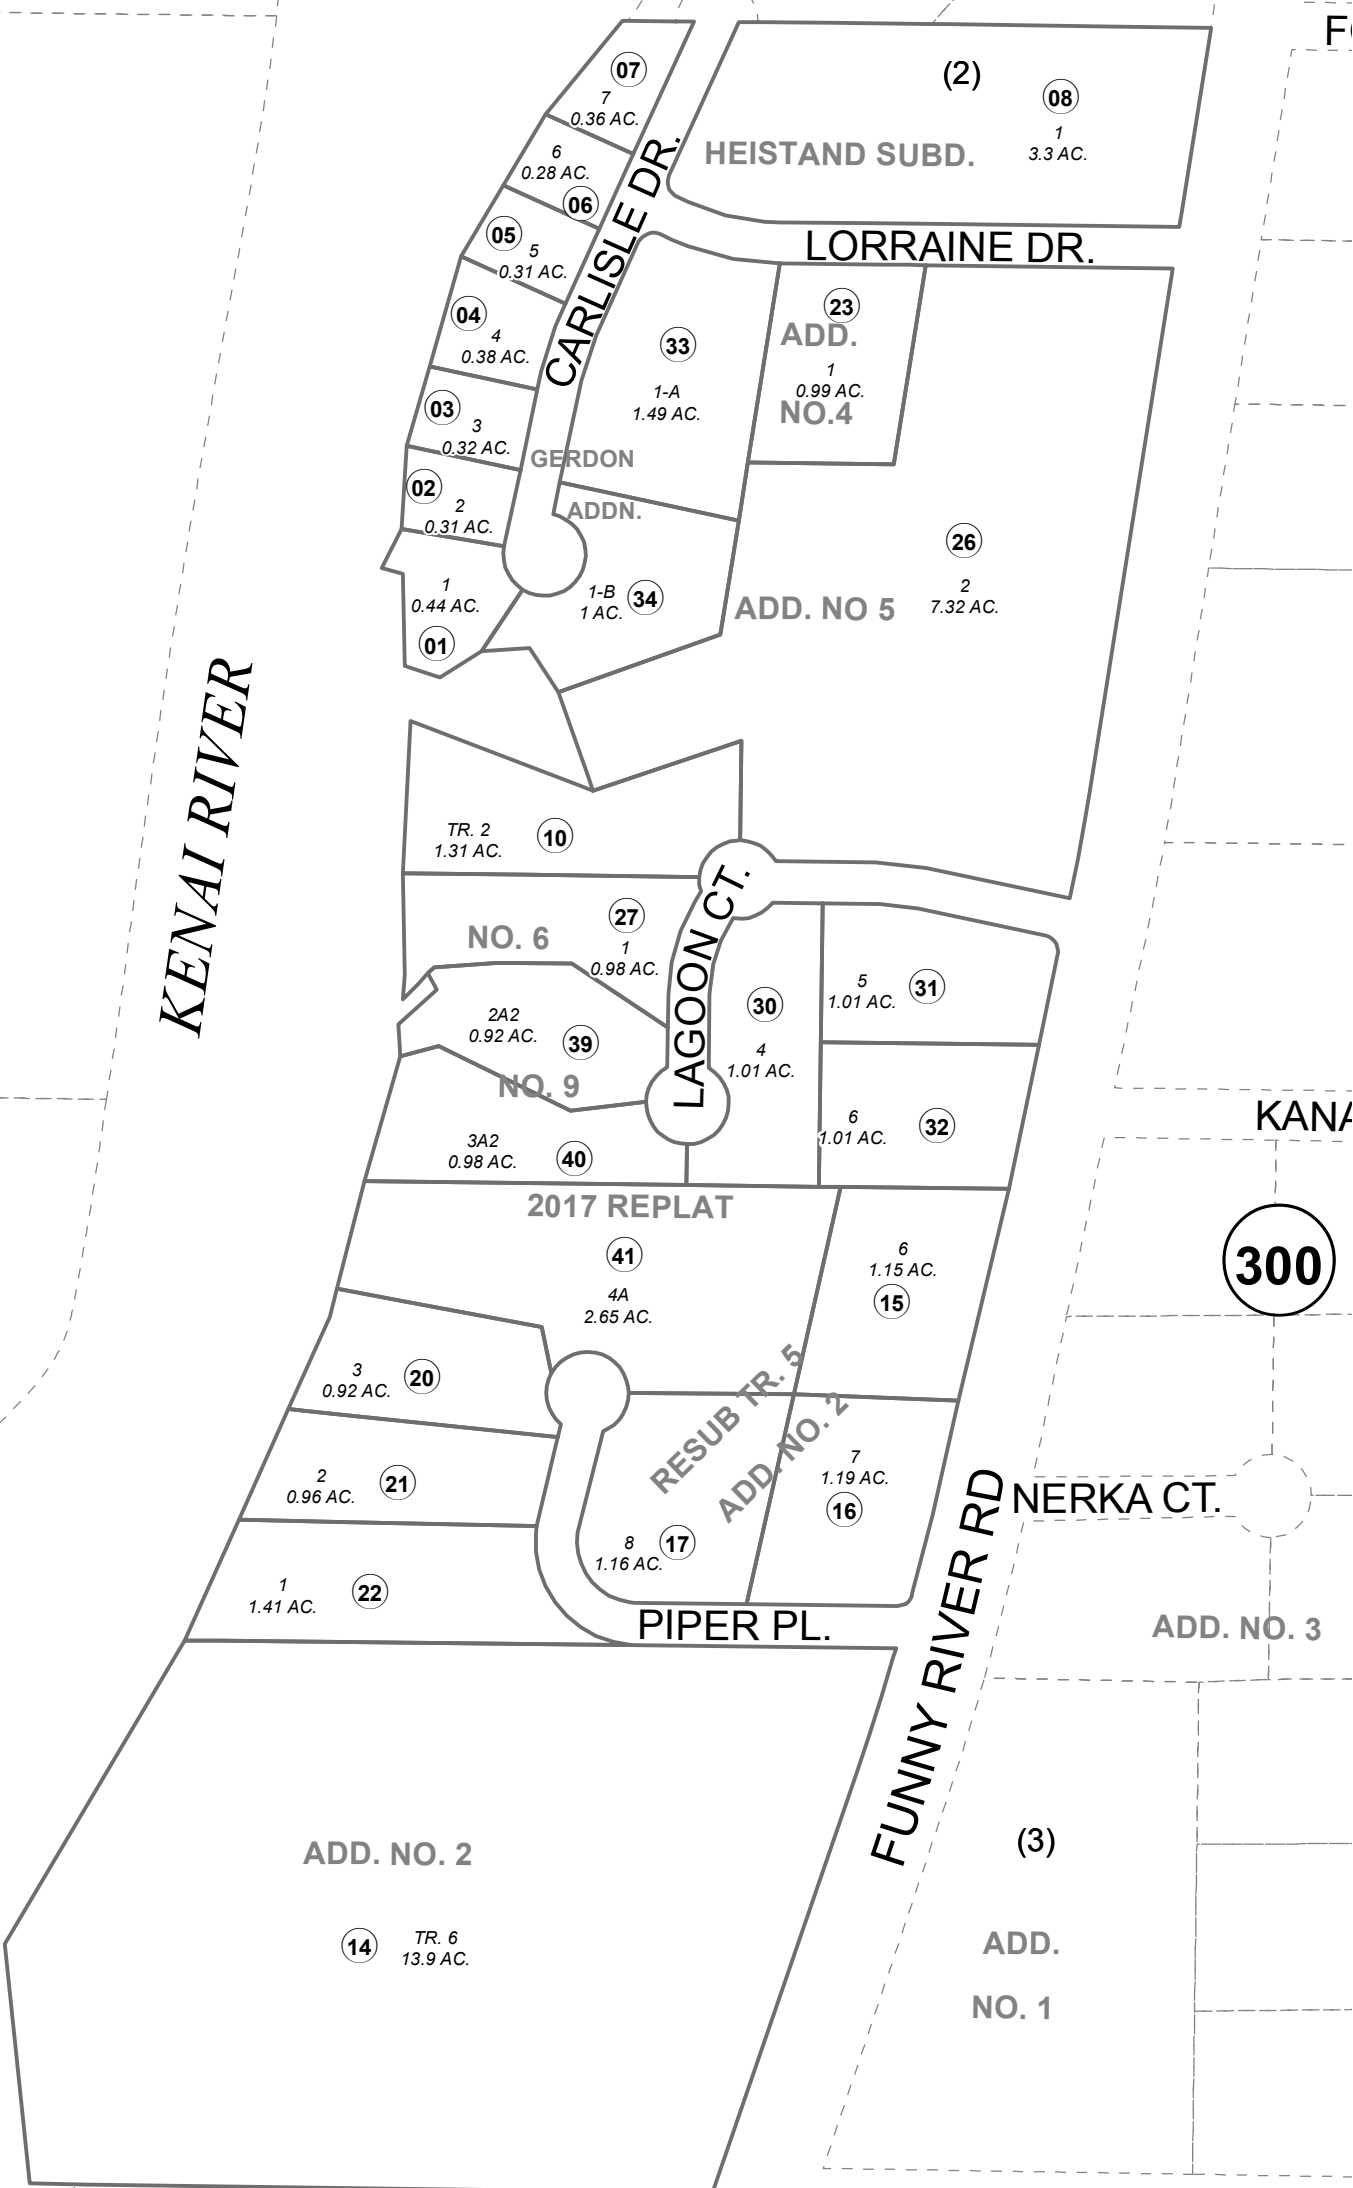 07
7
0.36 AC.
(2)
08
1
3.3 AC.
HEISTAND SUBD.
6
0.28 AC.
06
05
5
0.31 AC.
CARLISLE DR.
LORRAINE DR.
04
4
0.38 AC.
33
1-A
1.49 AC.
23
ADD.
1
0.99 AC.
NO.4
03
3
0.32 AC.
GERDON
ADDN.
02
2
0.31 AC.
26
2
7.32 AC.
1
0.44 AC.
01
1-B
1 AC.
34
ADD. NO 5
KENAI RIVER
TR. 2
1.31 AC.
10
LAGOON CT.
27
1
0.98 AC.
NO. 6
5
1.01 AC.
31
30
4
1.01 AC.
2A2
0.92 AC.
39
NO. 9
6
1.01 AC.
32
3A2
0.98 AC.
40
2017 REPLAT
41
4A
2.65 AC.
6
1.15 AC.
15
300
3
0.92 AC.
20
RESUB TR. 5
ADD. NO. 2
2
0.96 AC.
21
7
1.19 AC.
16
NERKA CT.
8
1.16 AC.
17
1
1.41 AC.
22
PIPER PL.
FUNNY RIVER RD
ADD. NO. 3
ADD. NO. 2
14
TR. 6
13.9 AC.
(3)
ADD.
NO. 1